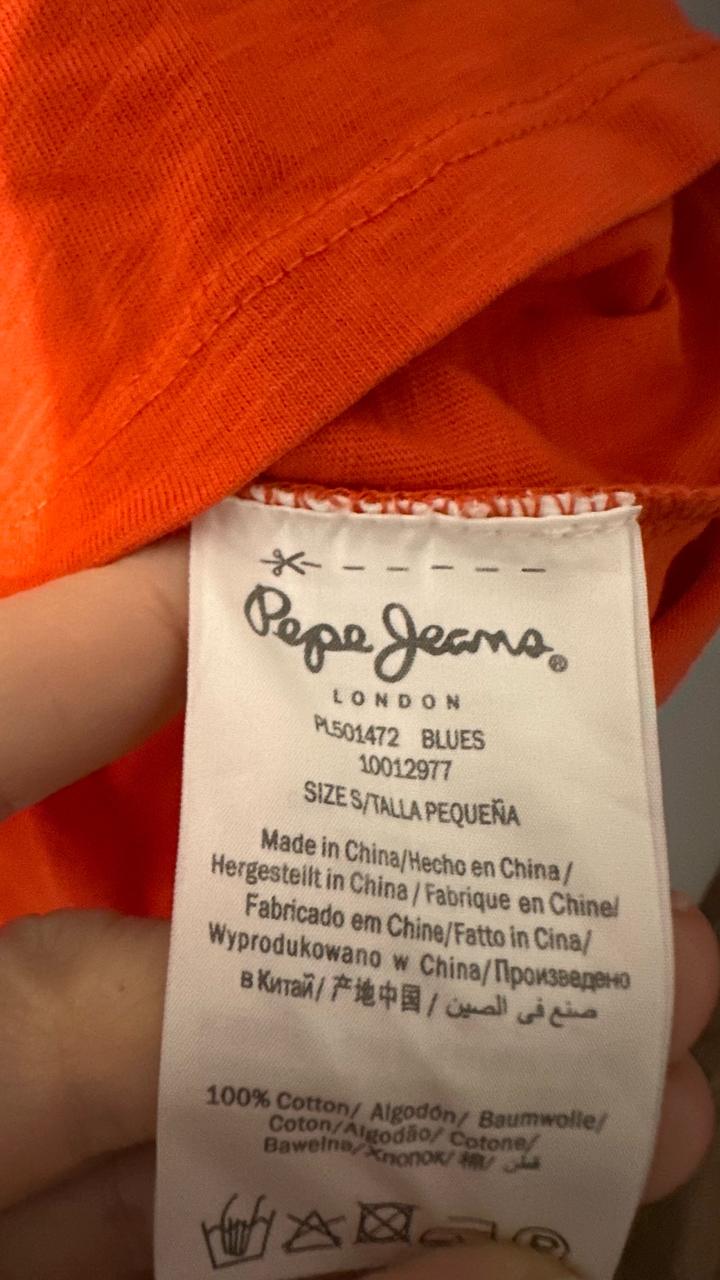 Pepe Jeans®
LONDON
PL501472 BLUES
10012977
SIZE S/TALLA PEQUEÑA
Made in China/Hecho en China/
Hergestellt in China / Fabrique en Chine/
Fabricado em Chine/Fatto in Cina/
Wyprodukowano w China/Произведено
в Китай/ 产地中国 / صنع في الصين
100% Cotton/ Algodón/ Baumwolle/
Coton/Algodão/ Cotone/
Bawelna/Хлопок/ 棉/ قطن
P